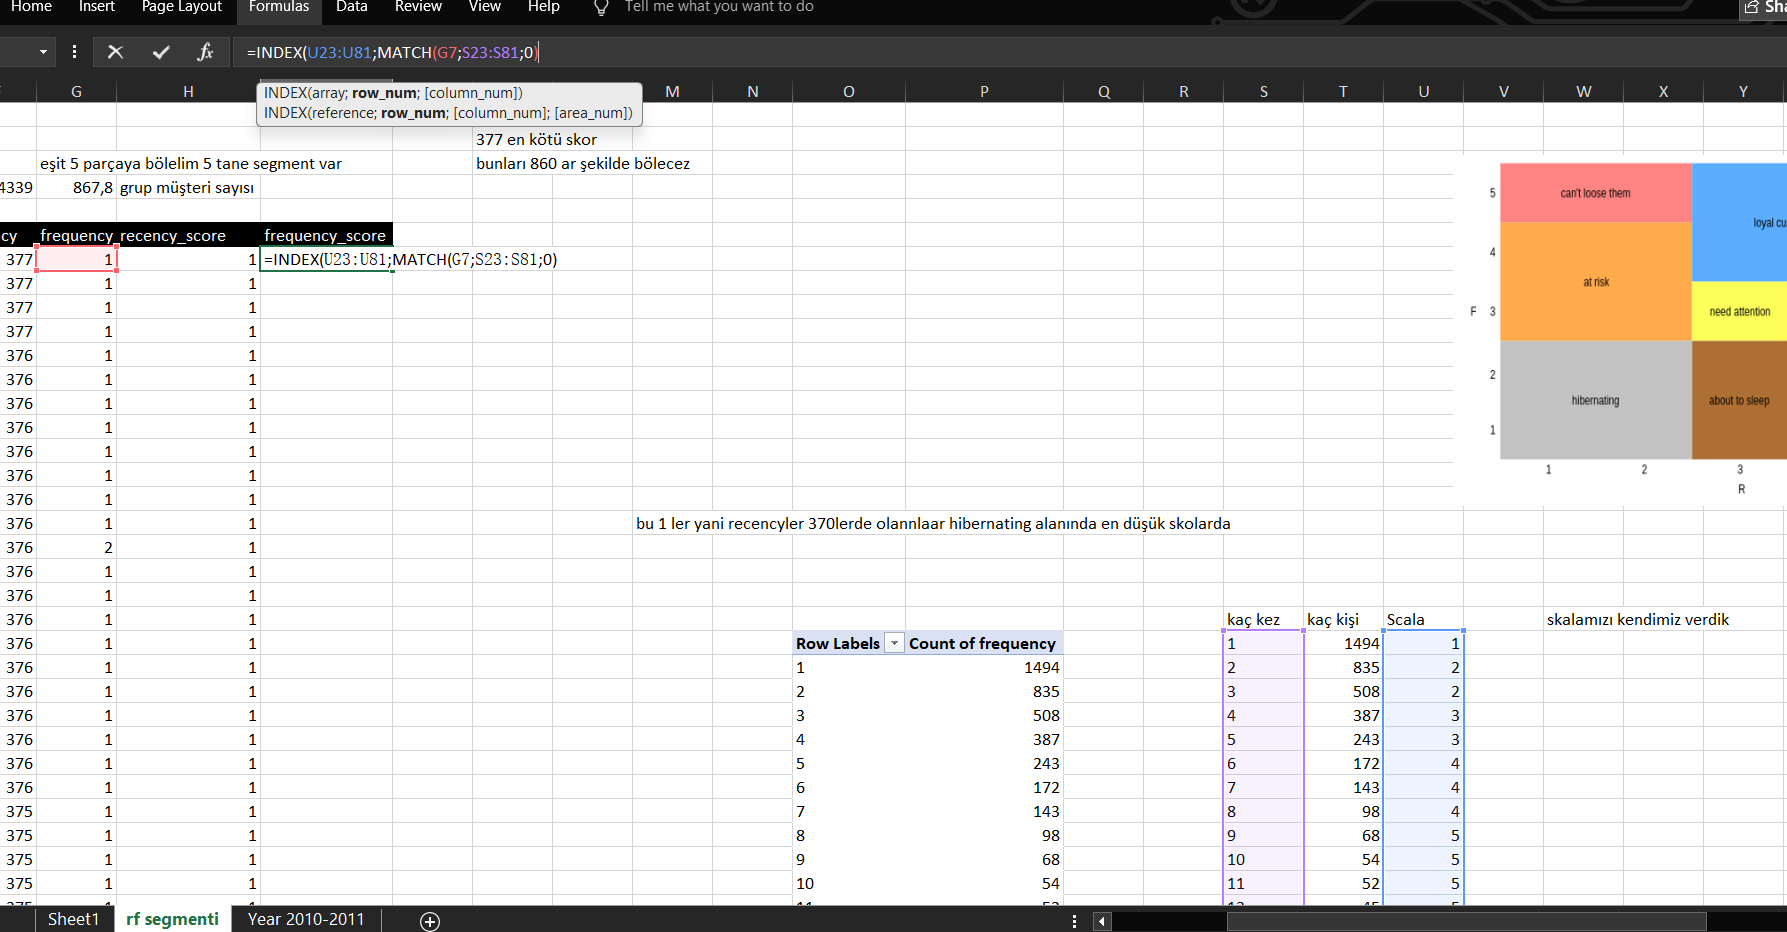 Home Insert Page Layout Formulas Data Review View Help Tell me what you want to do
=INDEX(U23:U81;MATCH(G7;S23:S81;0)
G H M N O P Q R S T U V W X Y
INDEX(array; row_num; [column_num])
INDEX(reference; row_num; [column_num]; [area_num])
377 en kötü skor
eşit 5 parçaya bölelim 5 tane segment var bunları 860 ar şekilde bölecez
4339 867,8 grup müşteri sayısı
cy frequency recency_score frequency_score
377 1 1 =INDEX(U23:U81;MATCH(G7;S23:S81;0)
377 1 1
377 1 1
377 1 1
376 1 1
376 1 1
376 1 1
376 1 1
376 1 1
376 1 1
376 1 1
376 1 1 bu 1 ler yani recencyler 370lerde olannlaar hibernating alanında en düşük skolarda
376 2 1
376 1 1
376 1 1
376 1 1 kaç kez kaç kişi Scala skalamızı kendimiz verdik
376 1 1 Row Labels Count of frequency 1 1494 1
376 1 1 1 1494 2 835 2
376 1 1 2 835 3 508 2
376 1 1 3 508 4 387 3
376 1 1 4 387 5 243 3
376 1 1 5 243 6 172 4
376 1 1 6 172 7 143 4
375 1 1 7 143 8 98 4
375 1 1 8 98 9 68 5
375 1 1 9 68 10 54 5
375 1 1 10 54 11 52 5
5 can't loose them
loyal cu
4
at risk
F 3 need attention
2
hibernating about to sleep
1
1 2 3
R
Sheet1 rf segmenti Year 2010-2011